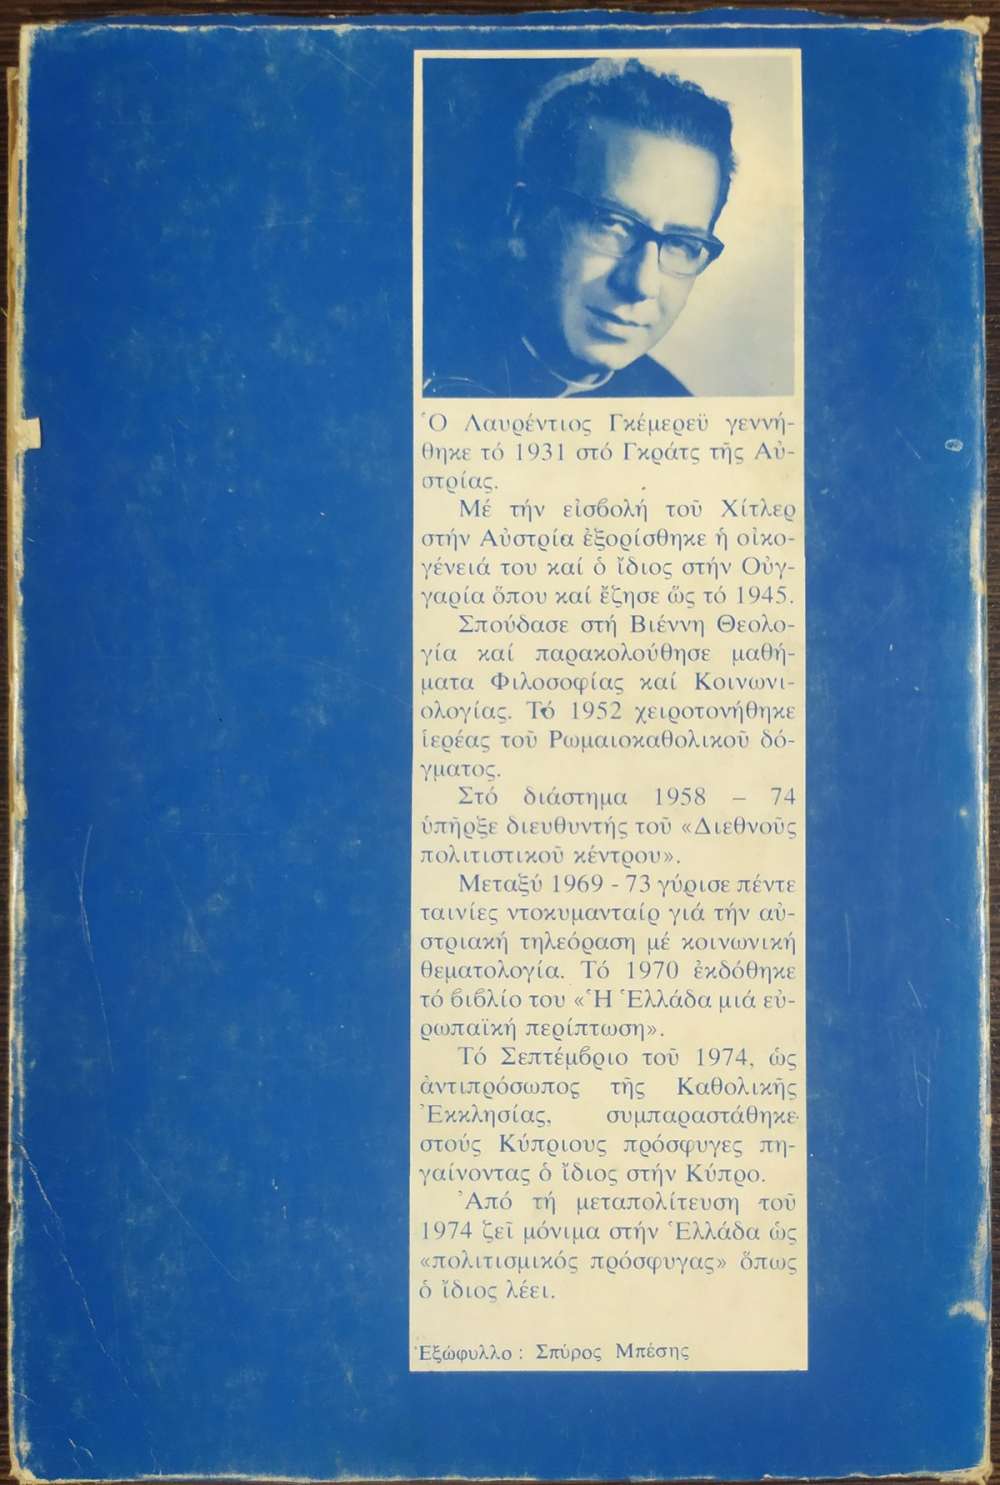 Ὁ Λαυρέντιος Γκέμερεϋ γεννή-
θηκε τό 1931 στό Γκράτς τῆς Αὐ-
στρίας.
Μέ τήν εἰσβολή τοῦ Χίτλερ
στήν Αὐστρία ἐξορίσθηκε ἡ οἰκο-
γένειά του καί ὁ ἴδιος στήν Οὑγ-
γαρία ὅπου καί ἔζησε ὥς τό 1945.
Σπούδασε στή Βιέννη Θεολο-
γία καί παρακολούθησε μαθή-
ματα Φιλοσοφίας καί Κοινωνι-
ολογίας. Τό 1952 χειροτονήθηκε
ἱερέας τοῦ Ρωμαιοκαθολικοῦ δό-
γματος.
Στό διάστημα 1958 – 74
ὑπῆρξε διευθυντής τοῦ «Διεθνοῦς
πολιτιστικοῦ κέντρου».
Μεταξύ 1969 - 73 γύρισε πέντε
ταινίες ντοκυμανταίρ γιά τήν αὐ-
στριακή τηλεόραση μέ κοινωνική
θεματολογία. Τό 1970 ἐκδόθηκε
τό βιβλίο του «Ἡ Ἑλλάδα μιά εὐ-
ρωπαϊκή περίπτωση».
Τό Σεπτέμβριο τοῦ 1974, ὡς
ἀντιπρόσωπος τῆς Καθολικῆς
Ἐκκλησίας, συμπαραστάθηκε
στούς Κύπριους πρόσφυγες πη-
γαίνοντας ὁ ἴδιος στήν Κύπρο.
Ἀπό τή μεταπολίτευση τοῦ
1974 ζεῖ μόνιμα στήν Ἑλλάδα ὡς
«πολιτισμικός πρόσφυγας» ὅπως
ὁ ἴδιος λέει.
Ἐξώφυλλο : Σπύρος Μπέσης